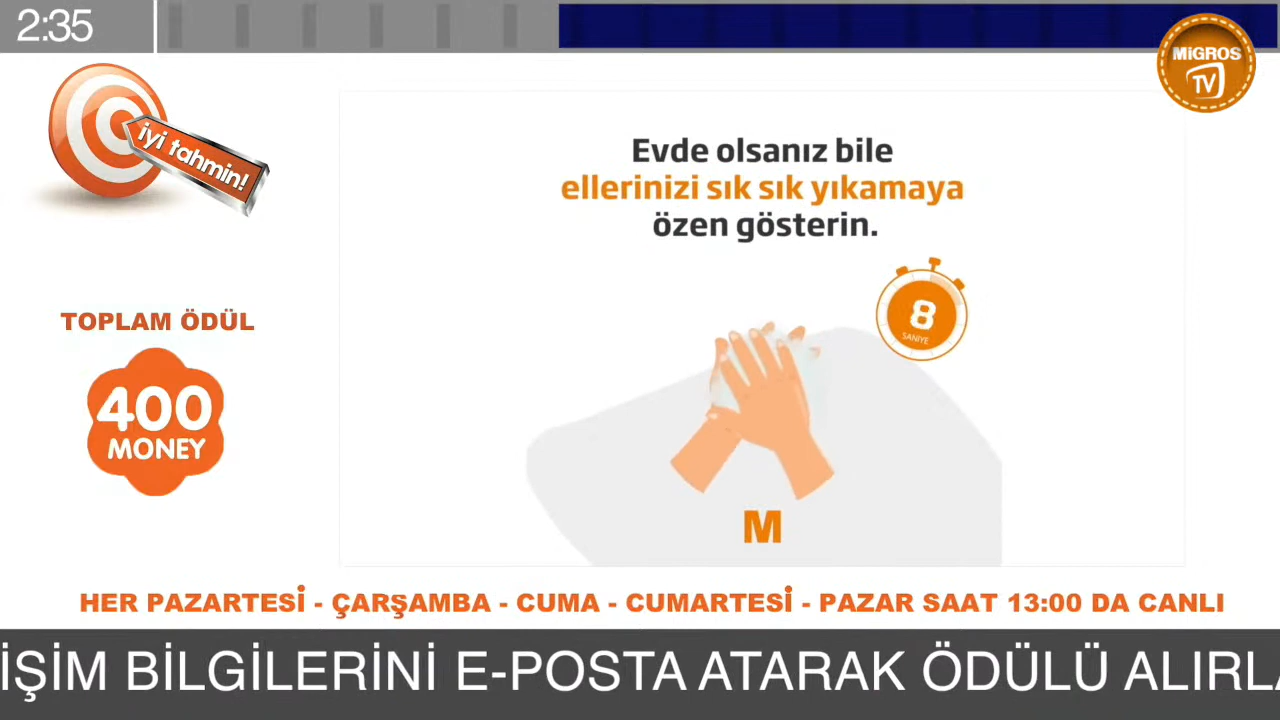 2:35
MiGROS
TV
iyi tahmin!
Evde olsanız bile
ellerinizi sık sık yıkamaya
özen gösterin.
8
SANİYE
TOPLAM ÖDÜL
400
MONEY
M
HER PAZARTESİ - ÇARŞAMBA - CUMA - CUMARTESİ - PAZAR SAAT 13:00 DA CANLI
İŞİM BİLGİLERİNİ E-POSTA ATARAK ÖDÜLÜ ALIRLA